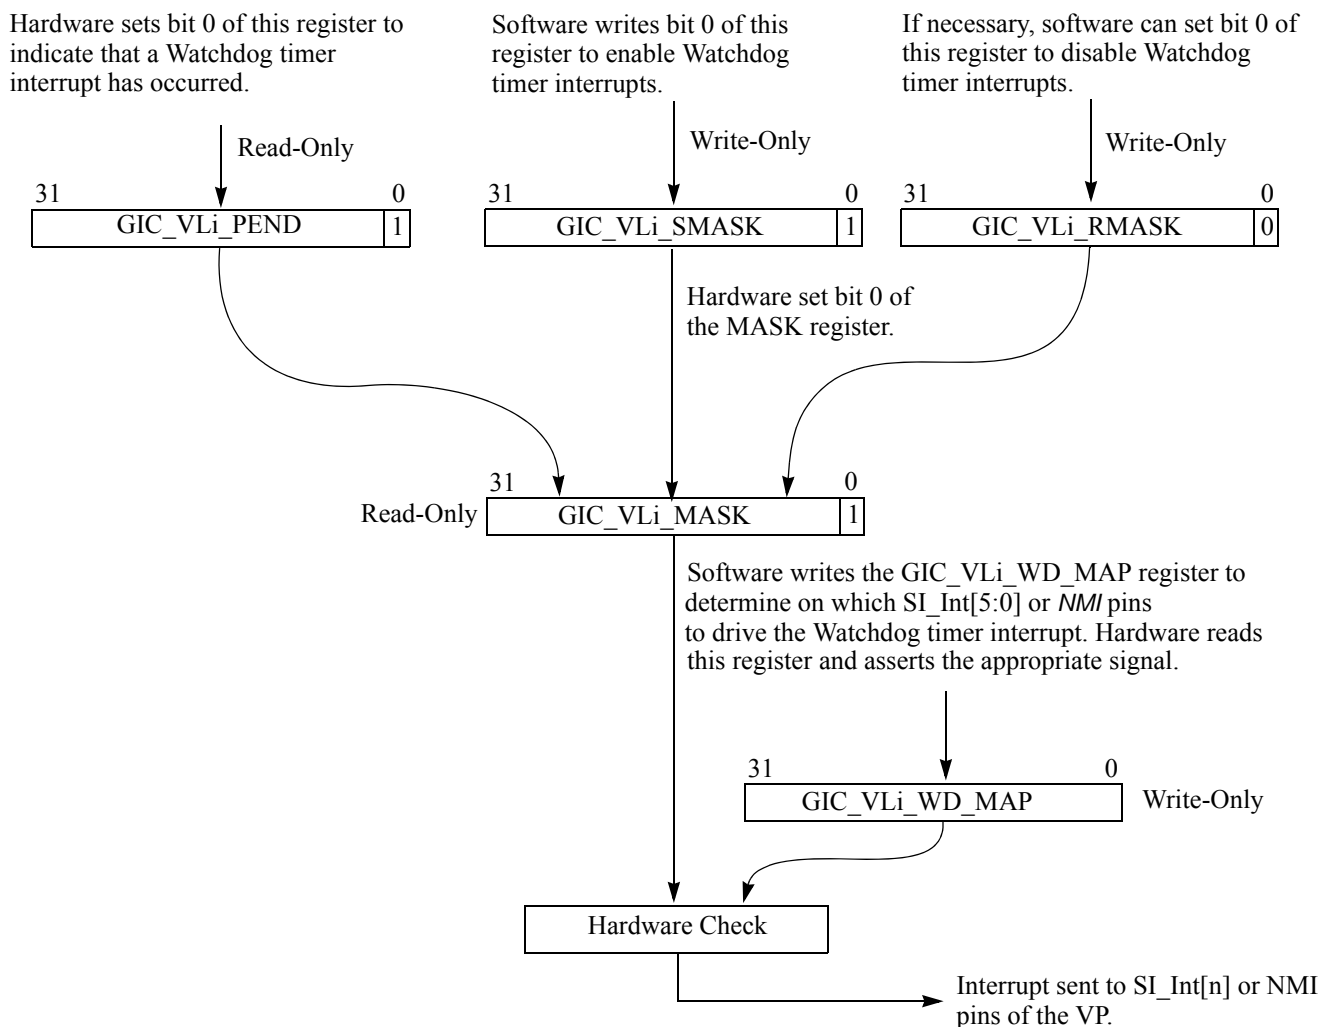 Hardware sets bit 0 of this register to
indicate that a Watchdog timer
interrupt has occurred.
Software writes bit 0 of this
register to enable Watchdog
timer interrupts.
If necessary, software can set bit 0 of
this register to disable Watchdog
timer interrupts.
Read-Only
Write-Only
Write-Only
31 0
GIC_VLi_PEND 1
31 0
GIC_VLi_SMASK 1
31 0
GIC_VLi_RMASK 0
Hardware set bit 0 of
the MASK register.
31 0
Read-Only GIC_VLi_MASK 1
Software writes the GIC_VLi_WD_MAP register to
determine on which SI_Int[5:0] or NMI pins
to drive the Watchdog timer interrupt. Hardware reads
this register and asserts the appropriate signal.
31 0
GIC_VLi_WD_MAP Write-Only
Hardware Check
Interrupt sent to SI_Int[n] or NMI
pins of the VP.